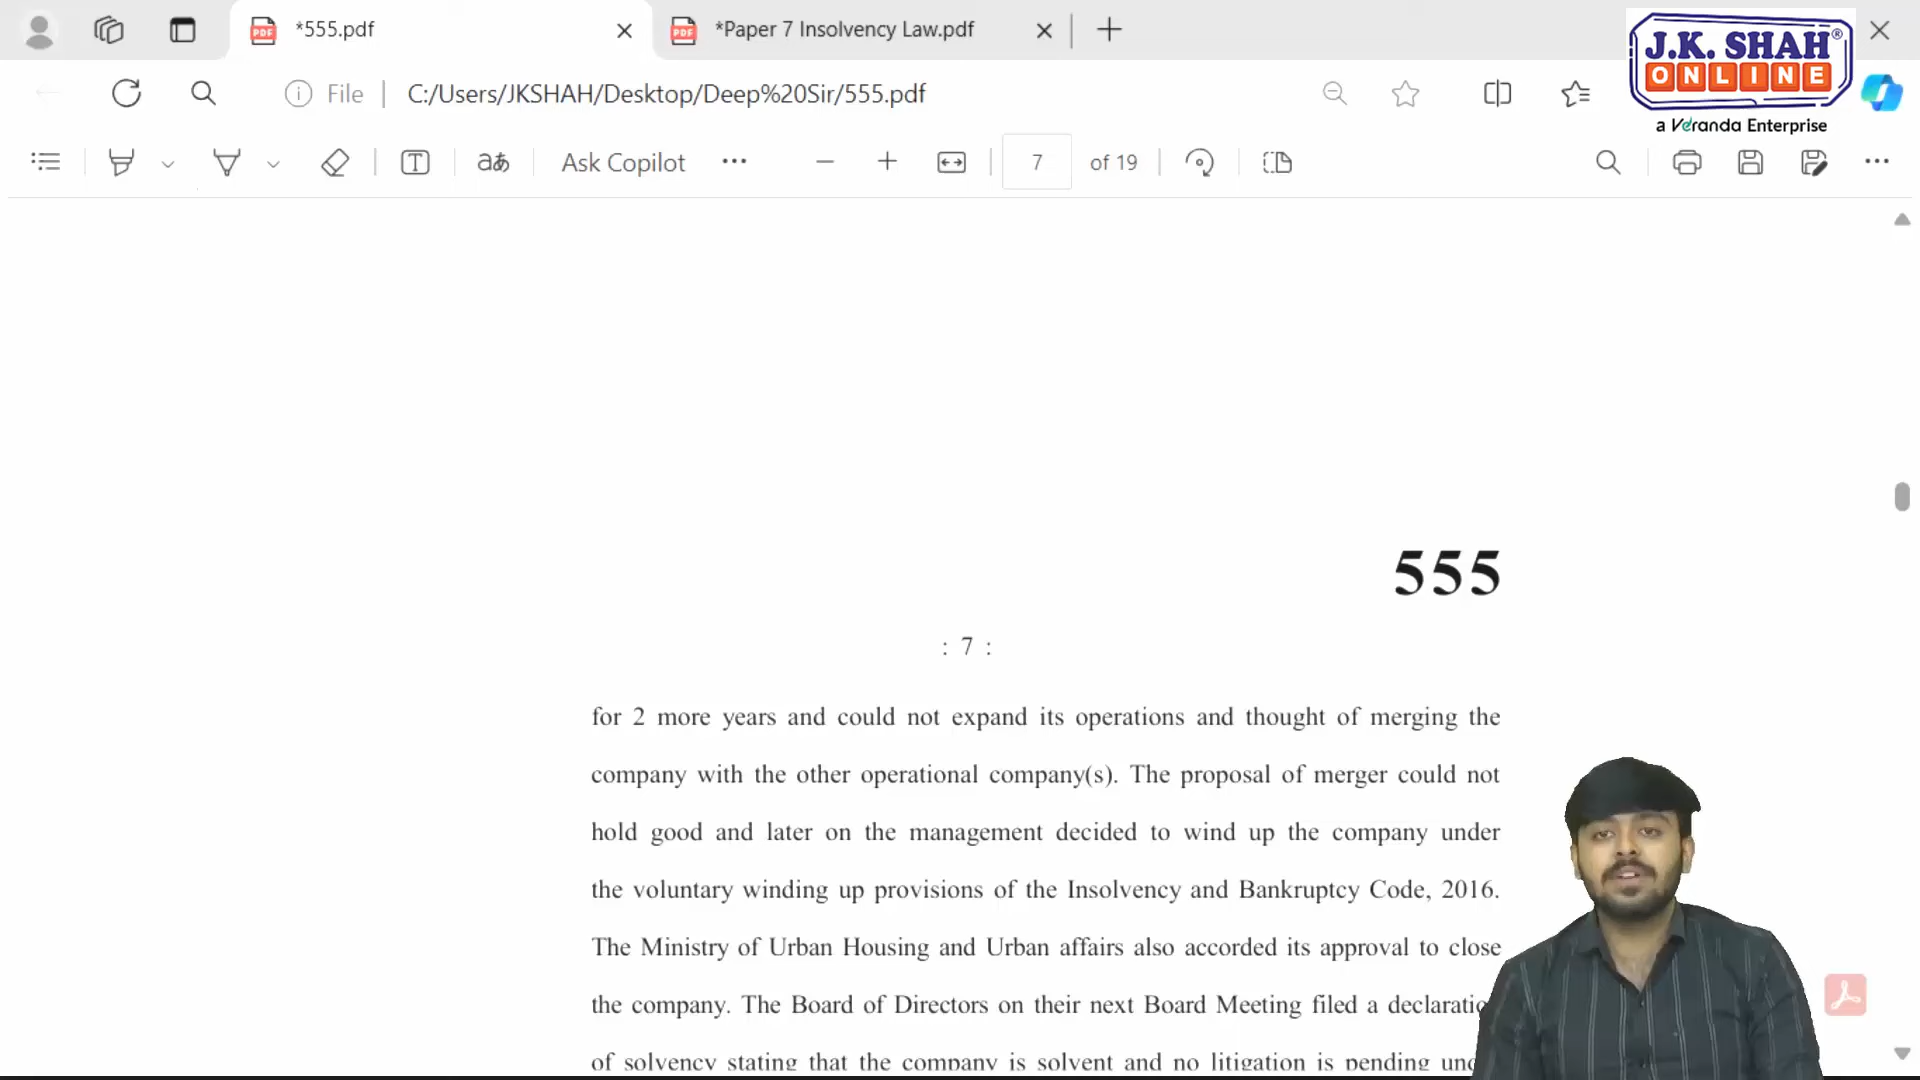 *555.pdf
*Paper 7 Insolvency Law.pdf
J.K. SHAH®
ONLINE
a Veranda Enterprise
File
C:/Users/JKSHAH/Desktop/Deep%20Sir/555.pdf
aあ
Ask Copilot
7
of 19
555
: 7 :
for 2 more years and could not expand its operations and thought of merging the
company with the other operational company(s). The proposal of merger could not
hold good and later on the management decided to wind up the company under
the voluntary winding up provisions of the Insolvency and Bankruptcy Code, 2016.
The Ministry of Urban Housing and Urban affairs also accorded its approval to close
the company. The Board of Directors on their next Board Meeting filed a
of solvency stating that the company is solvent and no litigation is pending